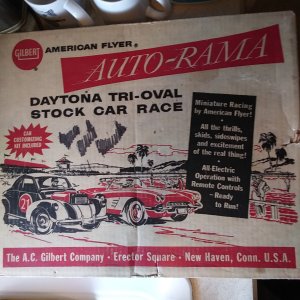 GILBERT
AMERICAN FLYER®
AUTO-RAMA
DAYTONA TRI-OVAL
STOCK CAR RACE
CAR
CUSTOMIZING
KIT INCLUDED
Miniature Racing
by American Flyer!
All the thrills,
skids, sideswipes
and excitement
of the real thing!
All-Electric
Operation with
Remote Controls
– Ready
to Run!
21
The A.C. Gilbert Company • Erector Square • New Haven, Conn. U.S.A.